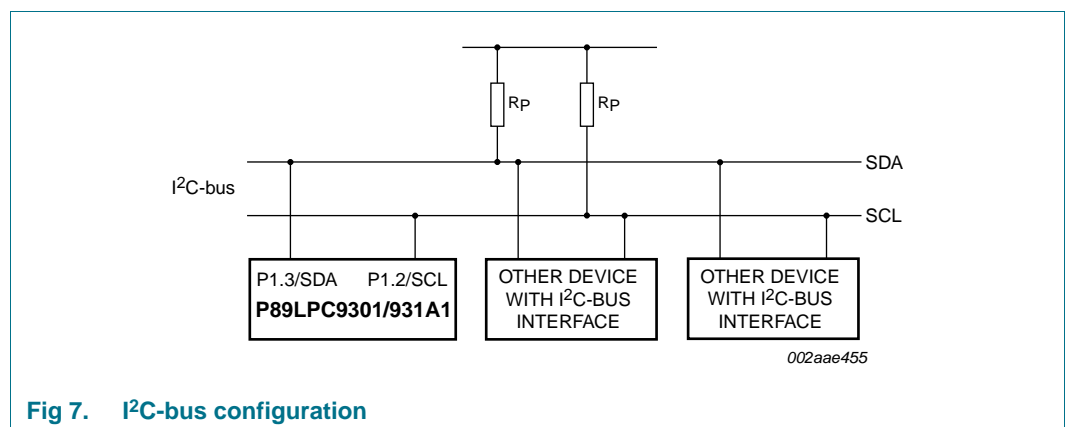 RP RP
SDA
I2C-bus
SCL
P1.3/SDA P1.2/SCL
P89LPC9301/931A1
OTHER DEVICE
WITH I2C-BUS
INTERFACE
OTHER DEVICE
WITH I2C-BUS
INTERFACE
002aae455
Fig 7. I2C-bus configuration